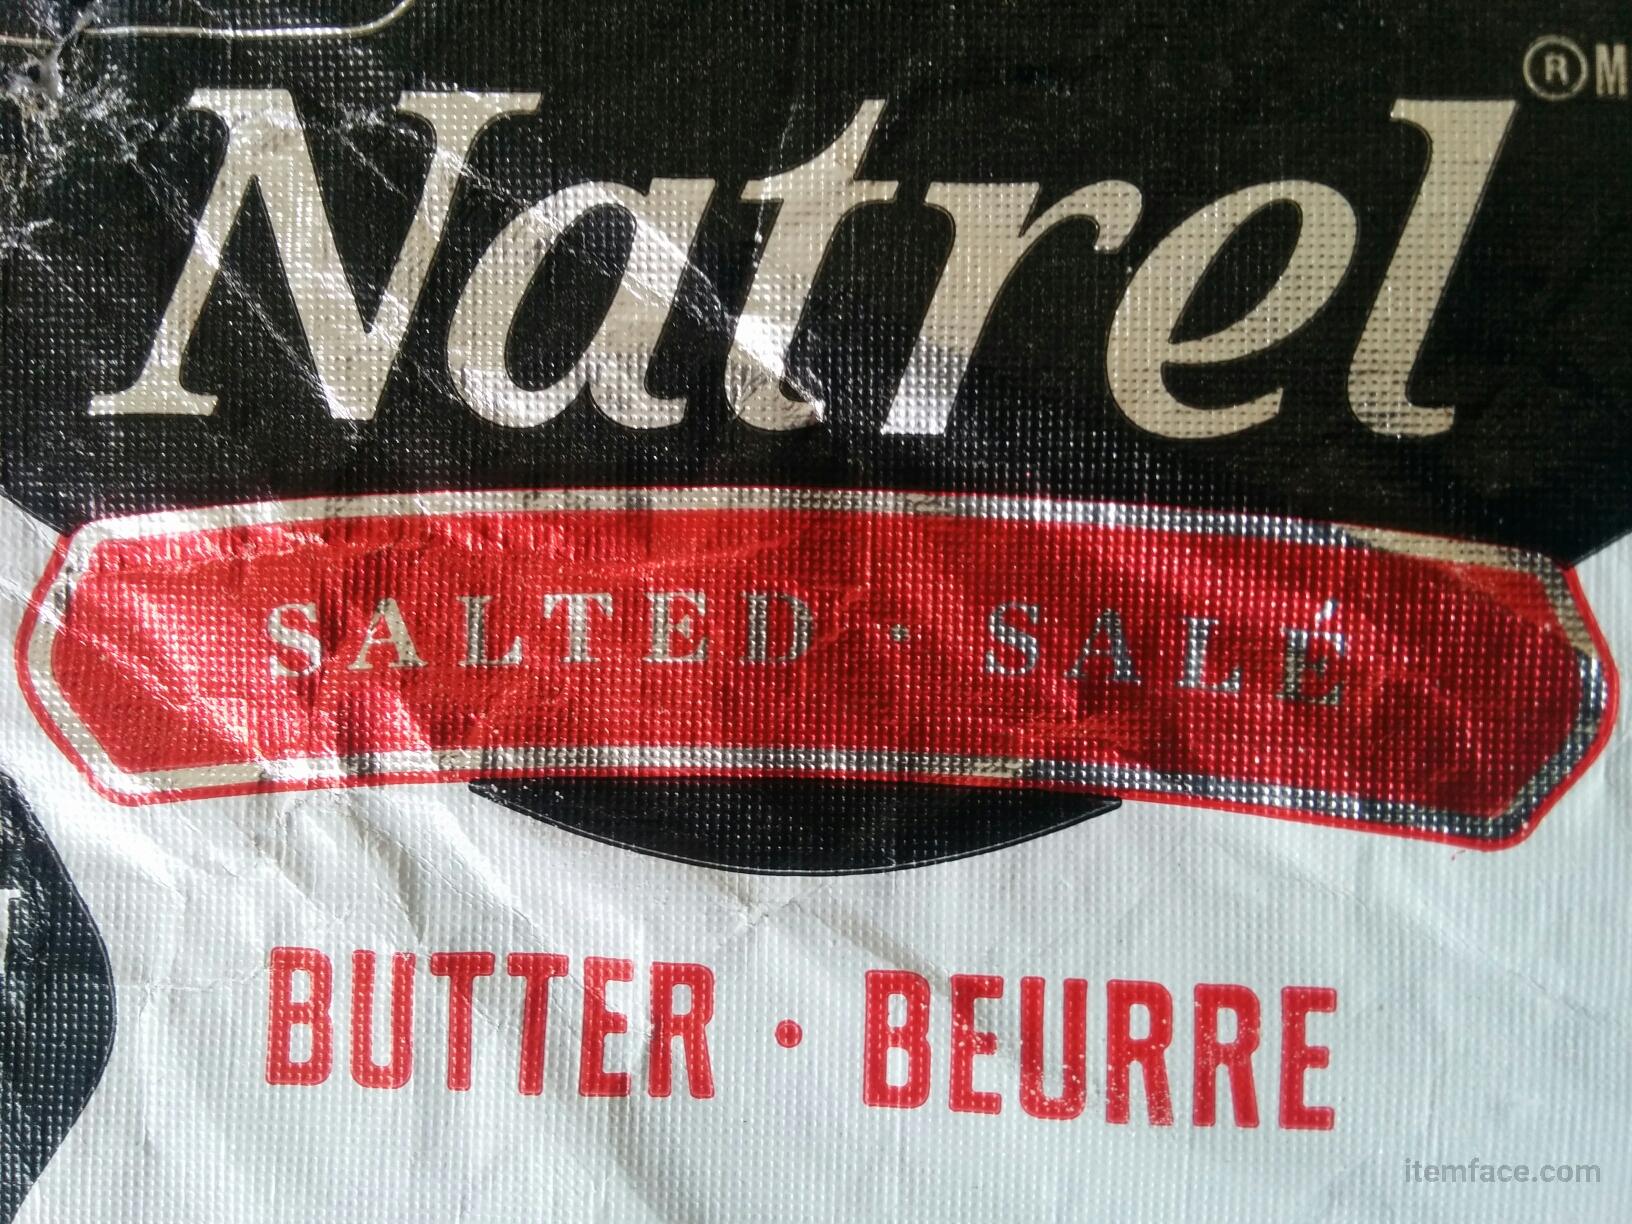 Natrel ®M
SALTED · SALÉ
BUTTER · BEURRE
itemface.com